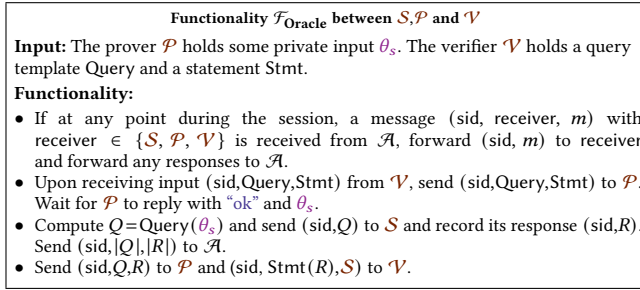 Functionality ℱ_Oracle between 𝒮,𝒫 and 𝒱
Input: The prover 𝒫 holds some private input θ_s. The verifier 𝒱 holds a query
template Query and a statement Stmt.
Functionality:
• If at any point during the session, a message (sid, receiver, m) with
receiver ∈ {𝒮, 𝒫, 𝒱} is received from 𝒜, forward (sid, m) to receiver
and forward any responses to 𝒜.
• Upon receiving input (sid,Query,Stmt) from 𝒱, send (sid,Query,Stmt) to 𝒫.
Wait for 𝒫 to reply with “ok” and θ_s.
• Compute Q=Query(θ_s) and send (sid,Q) to 𝒮 and record its response (sid,R).
Send (sid,|Q|,|R|) to 𝒜.
• Send (sid,Q,R) to 𝒫 and (sid, Stmt(R),𝒮) to 𝒱.